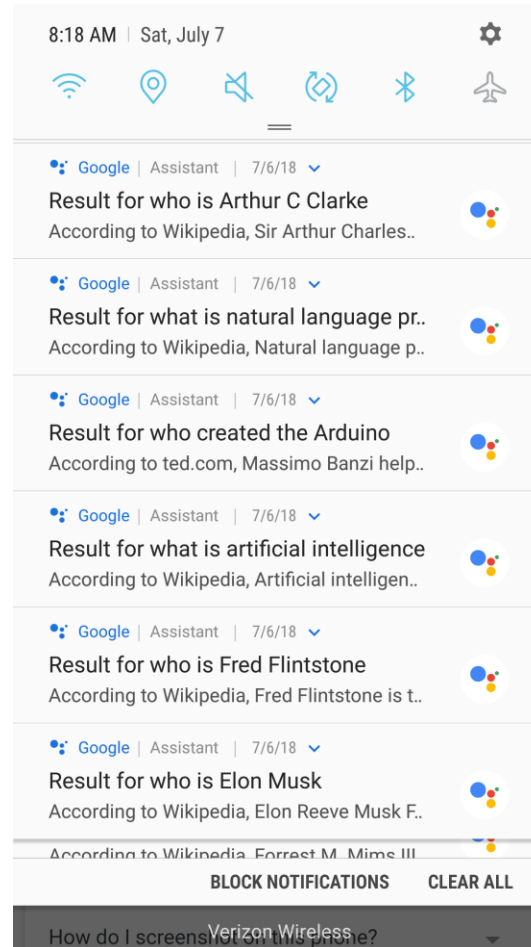 8:18 AM | Sat, July 7
Google | Assistant | 7/6/18
Result for who is Arthur C Clarke
According to Wikipedia, Sir Arthur Charles..
Google | Assistant | 7/6/18
Result for what is natural language pr..
According to Wikipedia, Natural language p..
Google | Assistant | 7/6/18
Result for who created the Arduino
According to ted.com, Massimo Banzi help..
Google | Assistant | 7/6/18
Result for what is artificial intelligence
According to Wikipedia, Artificial intelligen..
Google | Assistant | 7/6/18
Result for who is Fred Flintstone
According to Wikipedia, Fred Flintstone is t..
Google | Assistant | 7/6/18
Result for who is Elon Musk
According to Wikipedia, Elon Reeve Musk F..
According to Wikipedia, Forrest M. Mims III
BLOCK NOTIFICATIONS CLEAR ALL
Verizon Wireless
How do I screenshot on this phone?